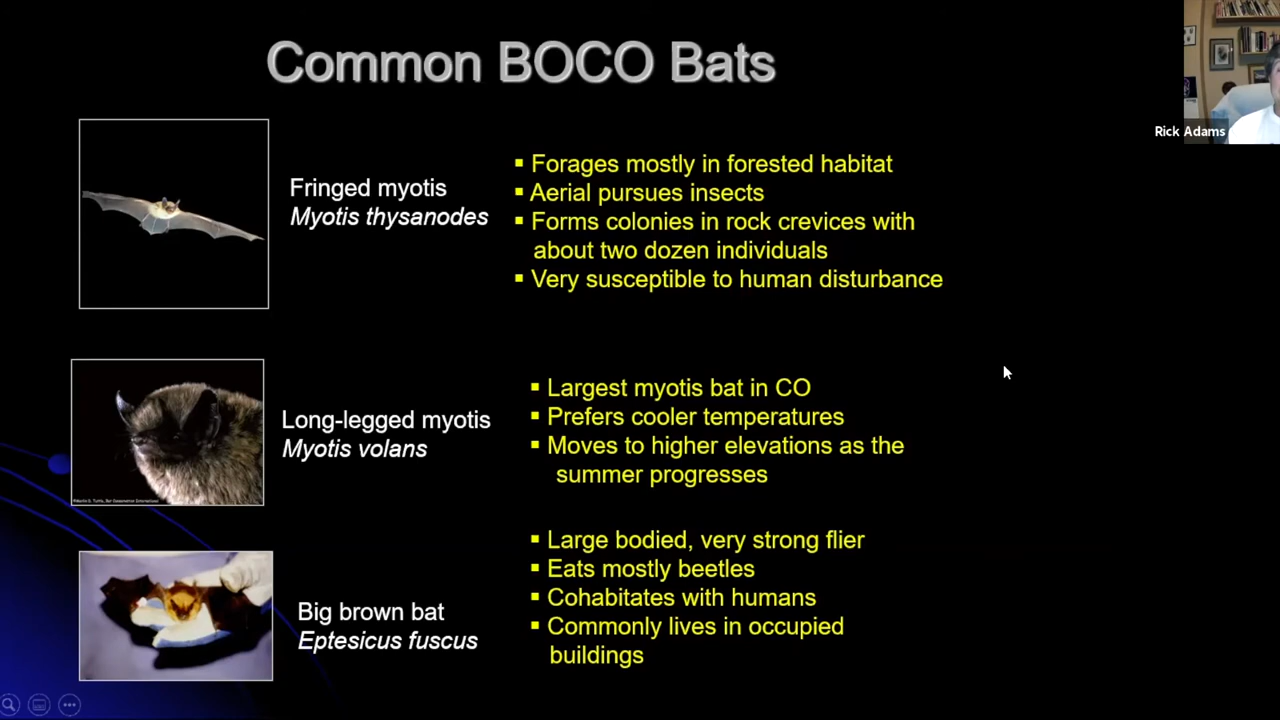 Common BOCO Bats
Rick Adams
Fringed myotis
Myotis thysanodes
▪ Forages mostly in forested habitat
▪ Aerial pursues insects
▪ Forms colonies in rock crevices with
about two dozen individuals
▪ Very susceptible to human disturbance
Long-legged myotis
Myotis volans
▪ Largest myotis bat in CO
▪ Prefers cooler temperatures
▪ Moves to higher elevations as the
summer progresses
Big brown bat
Eptesicus fuscus
▪ Large bodied, very strong flier
▪ Eats mostly beetles
▪ Cohabitates with humans
▪ Commonly lives in occupied
buildings